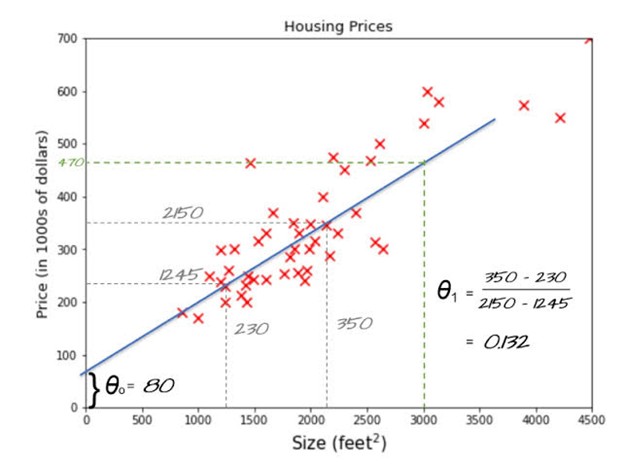 Housing Prices
Price (in 1000s of dollars)
700
600
500
470
400
300
200
100
0
2150
1245
230
350
θ₁ = 350 - 230 / 2150 - 1245
= 0.132
θ₀ = 80
0 500 1000 1500 2000 2500 3000 3500 4000 4500
Size (feet²)